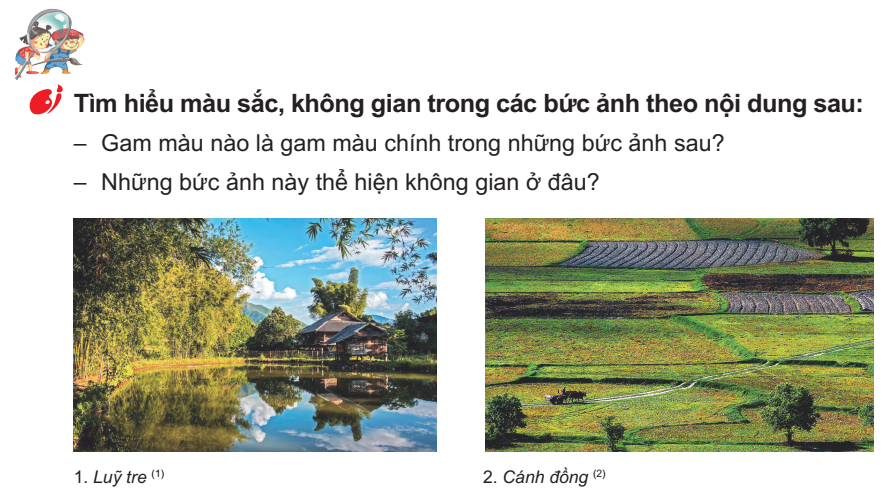 Tìm hiểu màu sắc, không gian trong các bức ảnh theo nội dung sau:
– Gam màu nào là gam màu chính trong những bức ảnh sau?
– Những bức ảnh này thể hiện không gian ở đâu?
1. Luỹ tre (1)
2. Cánh đồng (2)